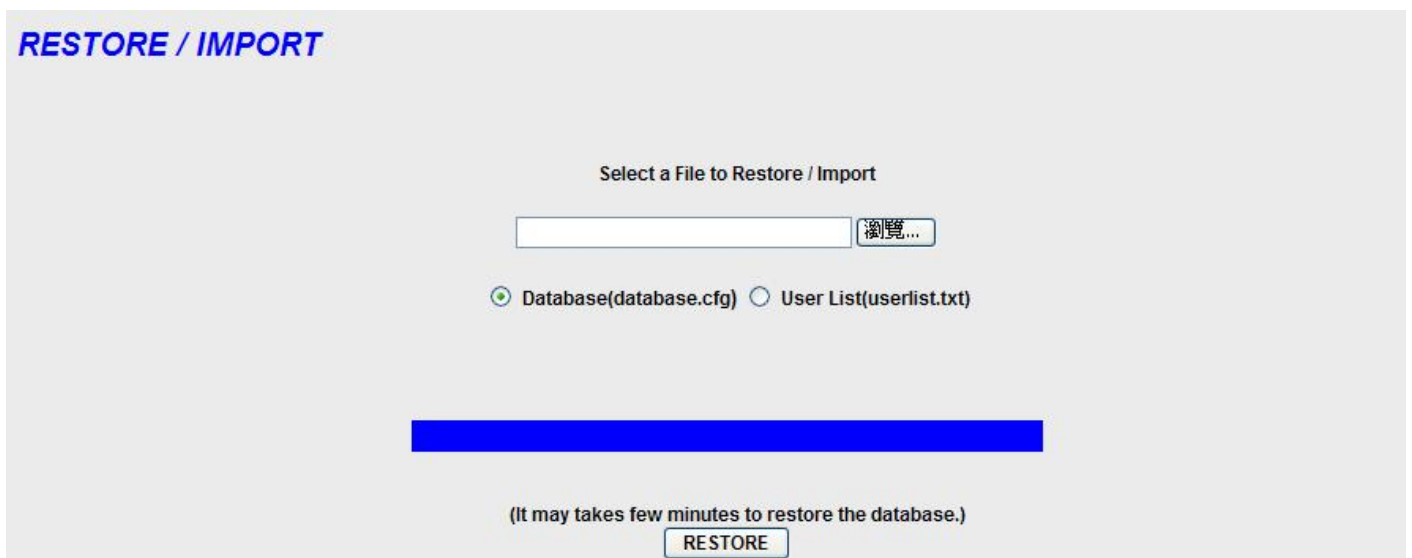 RESTORE / IMPORT
Select a File to Restore / Import
瀏覽...
Database(database.cfg) User List(userlist.txt)
(It may takes few minutes to restore the database.)
RESTORE